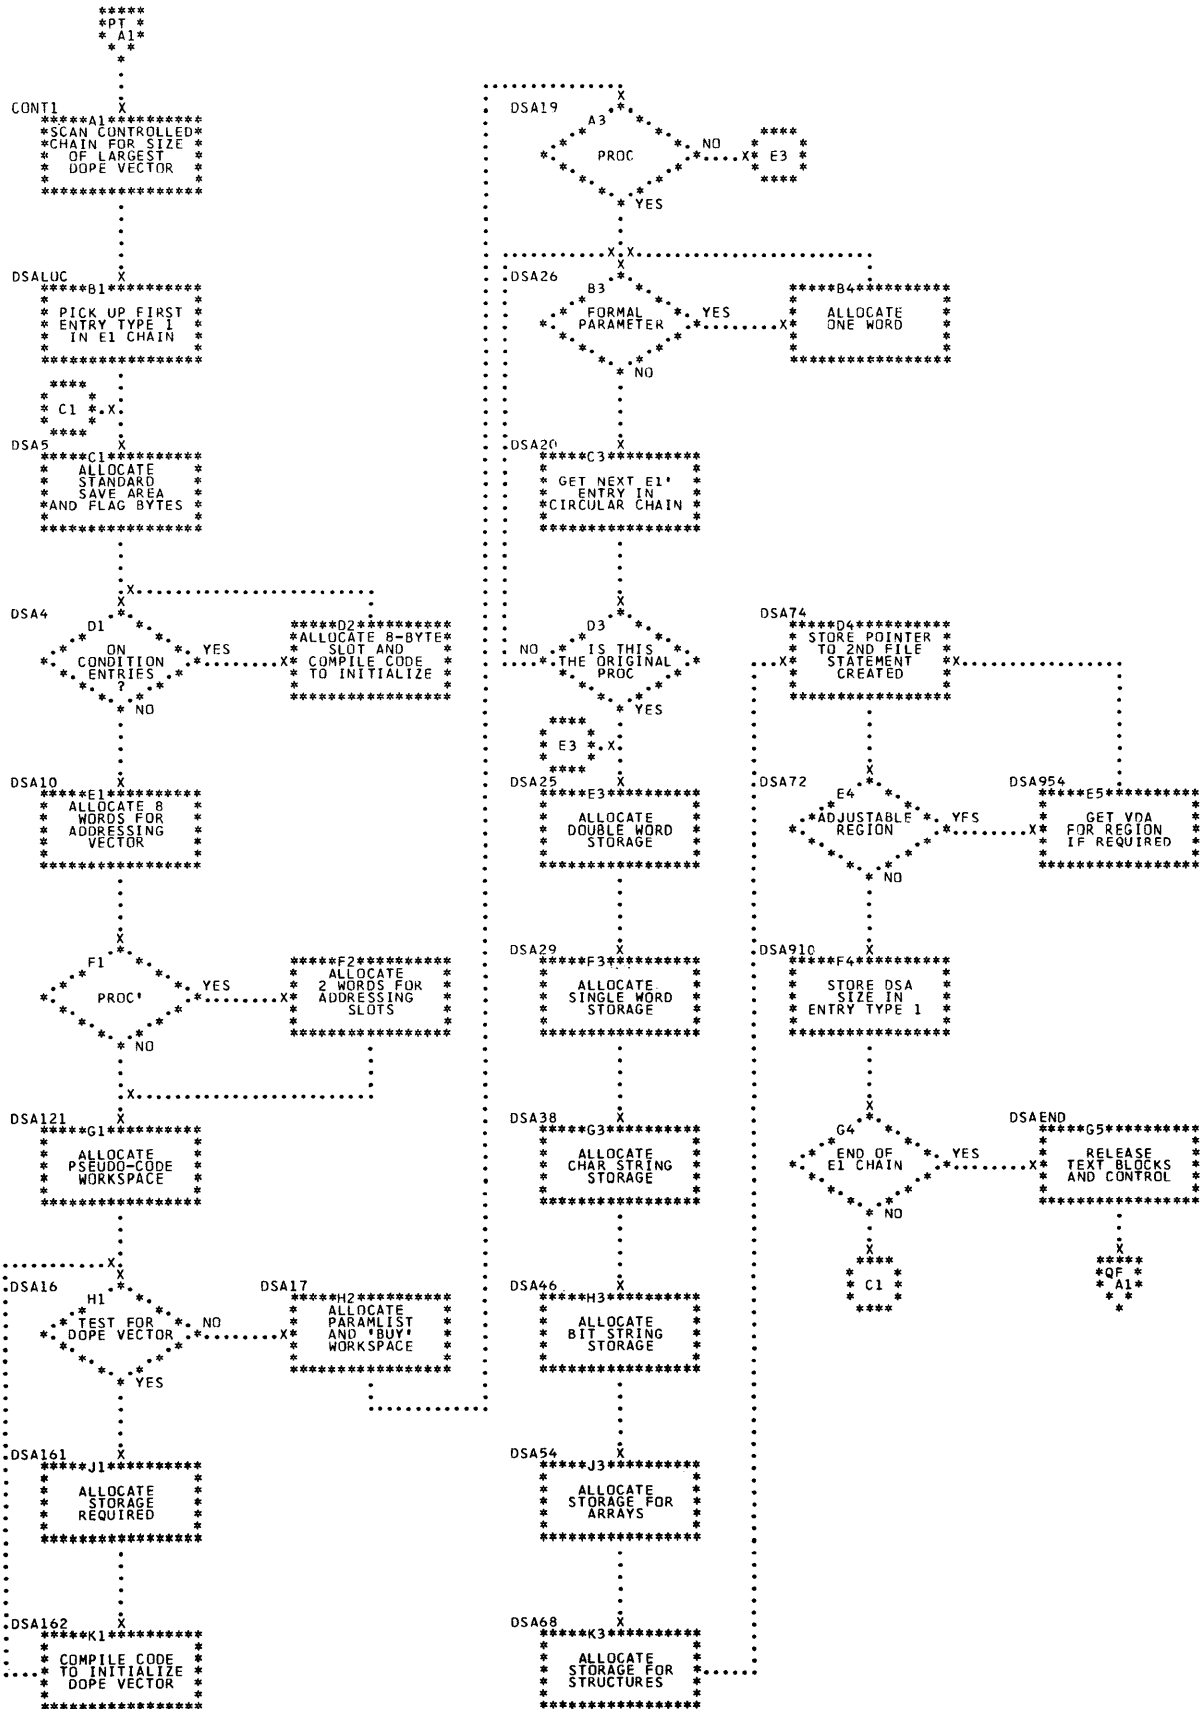 PT
A1
CONT1
A1
SCAN CONTROLLED
CHAIN FOR SIZE
OF LARGEST
DOPE VECTOR
DSALOC
B1
PICK UP FIRST
ENTRY TYPE 1
IN E1 CHAIN
C1
DSA5
C1
ALLOCATE
STANDARD
SAVE AREA
AND FLAG BYTES
DSA4
D1
ON
CONDITION
ENTRIES
?
YES
NO
D2
ALLOCATE 8-BYTE
SLOT AND
COMPILE CODE
TO INITIALIZE
DSA10
E1
ALLOCATE 8
WORDS FOR
ADDRESSING
VECTOR
F1
PROC'
YES
NO
F2
ALLOCATE
2 WORDS FOR
ADDRESSING
SLOTS
DSA121
G1
ALLOCATE
PSEUDO-CODE
WORKSPACE
DSA16
H1
TEST FOR
DOPE VECTOR
NO
YES
DSA17
H2
ALLOCATE
PARAMLIST
AND 'BUY'
WORKSPACE
DSA161
J1
ALLOCATE
STORAGE
REQUIRED
DSA162
K1
COMPILE CODE
TO INITIALIZE
DOPE VECTOR
DSA19
A3
PROC
NO
YES
E3
DSA26
B3
FORMAL
PARAMETER
YES
NO
B4
ALLOCATE
ONE WORD
DSA20
C3
GET NEXT E1'
ENTRY IN
CIRCULAR CHAIN
D3
IS THIS
THE ORIGINAL
PROC
NO
YES
E3
DSA25
E3
ALLOCATE
DOUBLE WORD
STORAGE
DSA29
F3
ALLOCATE
SINGLE WORD
STORAGE
DSA38
G3
ALLOCATE
CHAR STRING
STORAGE
DSA46
H3
ALLOCATE
BIT STRING
STORAGE
DSA54
J3
ALLOCATE
STORAGE FOR
ARRAYS
DSA68
K3
ALLOCATE
STORAGE FOR
STRUCTURES
DSA74
D4
STORE POINTER
TO 2ND FILE
STATEMENT
CREATED
DSA72
E4
ADJUSTABLE
REGION
YES
NO
DSA954
E5
GET VDA
FOR REGION
IF REQUIRED
DSA910
F4
STORE DSA
SIZE IN
ENTRY TYPE 1
G4
END OF
E1 CHAIN
YES
NO
DSAEND
G5
RELEASE
TEXT BLOCKS
AND CONTROL
C1
QF
A1